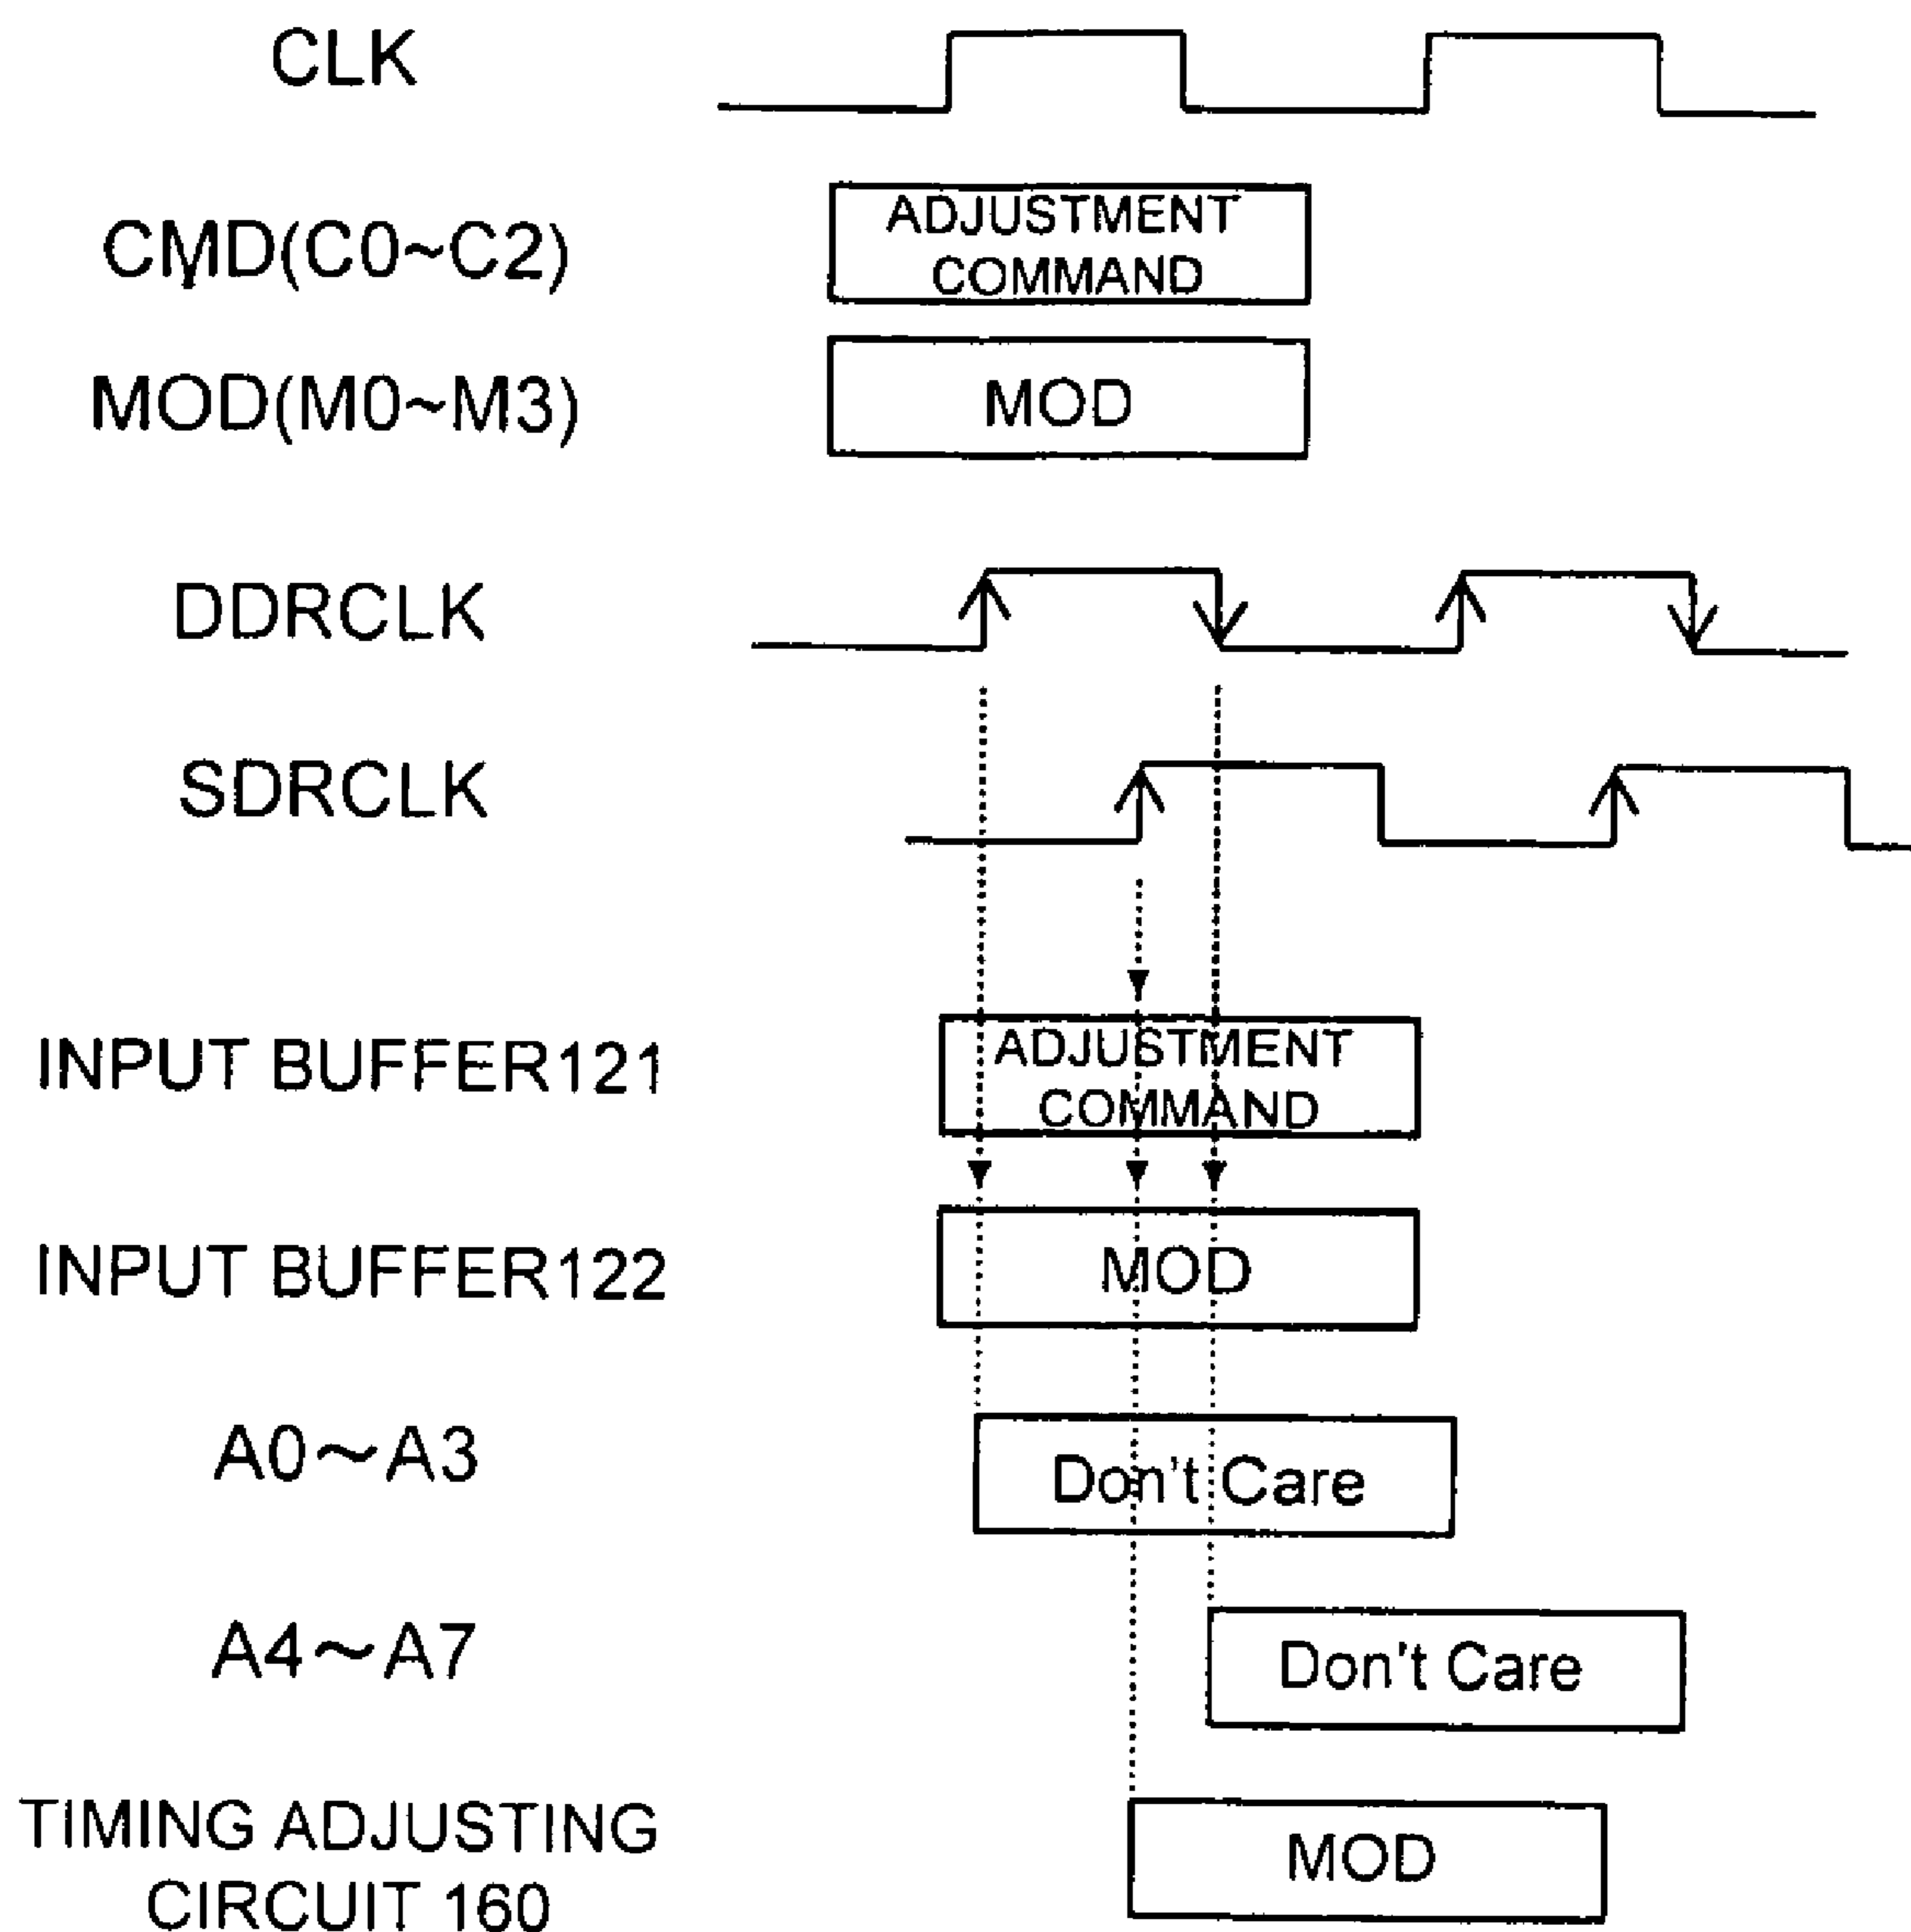 CLK
CMD(C0~C2)
ADJUSTMENT
COMMAND
MOD(M0~M3)
MOD
DDRCLK
SDRCLK
INPUT BUFFER121
ADJUSTMENT
COMMAND
INPUT BUFFER122
MOD
A0~A3
Don't Care
A4~A7
Don't Care
TIMING ADJUSTING
CIRCUIT 160
MOD